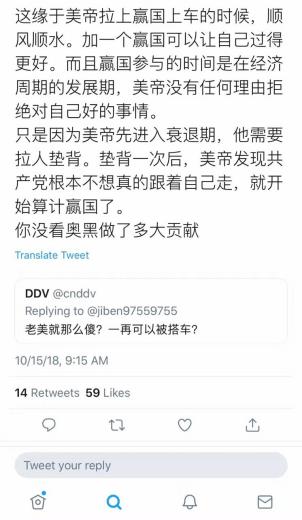 这缘于美帝拉上赢国上车的时候，顺
风顺水。加一个赢国可以让自己过得
更好。而且赢国参与的时间是在经济
周期的发展期，美帝没有任何理由拒
绝对自己好的事情。
只是因为美帝先进入衰退期，他需要
拉人垫背。垫背一次后，美帝发现共
产党根本不想真的跟着自己走，就开
始算计赢国了。
你没看奥黑做了多大贡献
Translate Tweet
DDV @cnddv
Replying to @jiben97559755
老美就那么傻？一再可以被搭车？
10/15/18, 9:15 AM
14 Retweets 59 Likes
Tweet your reply